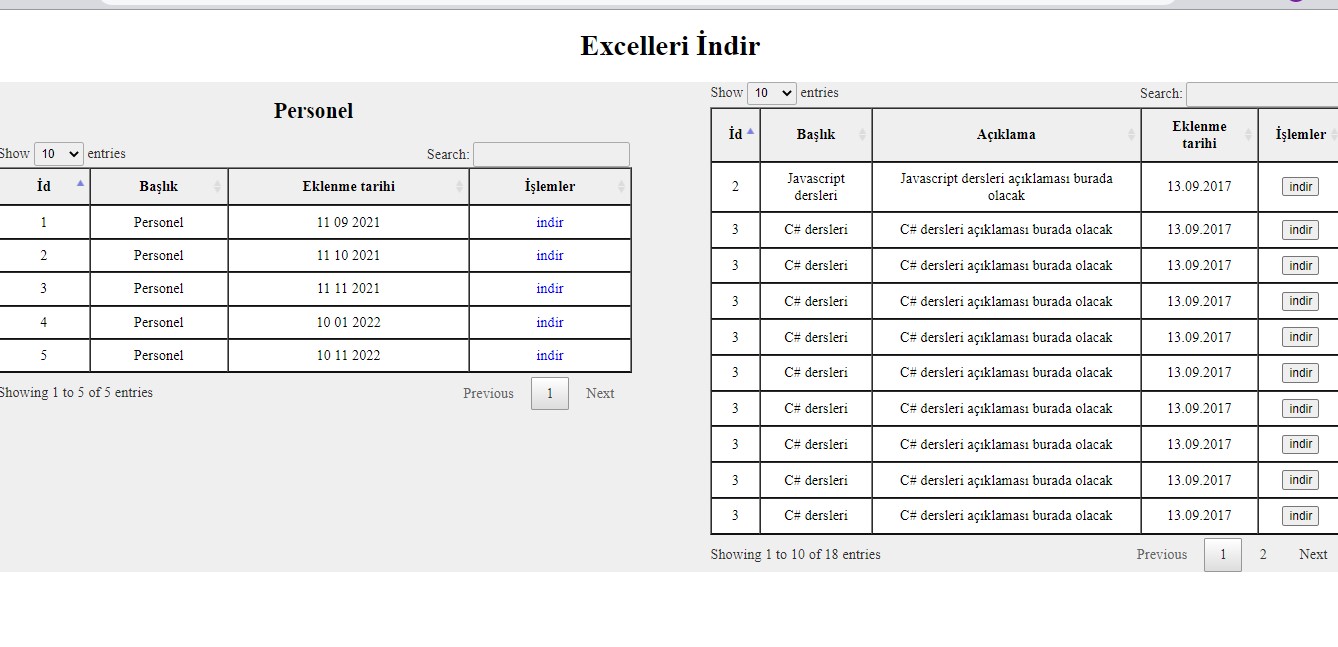 Excelleri İndir
Personel
Show 10 entries
Search:
İd Başlık Eklenme tarihi İşlemler
1 Personel 11 09 2021 indir
2 Personel 11 10 2021 indir
3 Personel 11 11 2021 indir
4 Personel 10 01 2022 indir
5 Personel 10 11 2022 indir
Showing 1 to 5 of 5 entries
Previous 1 Next
Show 10 entries
Search:
İd Başlık Açıklama Eklenme
tarihi İşlemler
2 Javascript
dersleri Javascript dersleri açıklaması burada
olacak 13.09.2017 indir
3 C# dersleri C# dersleri açıklaması burada olacak 13.09.2017 indir
3 C# dersleri C# dersleri açıklaması burada olacak 13.09.2017 indir
3 C# dersleri C# dersleri açıklaması burada olacak 13.09.2017 indir
3 C# dersleri C# dersleri açıklaması burada olacak 13.09.2017 indir
3 C# dersleri C# dersleri açıklaması burada olacak 13.09.2017 indir
3 C# dersleri C# dersleri açıklaması burada olacak 13.09.2017 indir
3 C# dersleri C# dersleri açıklaması burada olacak 13.09.2017 indir
3 C# dersleri C# dersleri açıklaması burada olacak 13.09.2017 indir
3 C# dersleri C# dersleri açıklaması burada olacak 13.09.2017 indir
Showing 1 to 10 of 18 entries
Previous 1 2 Next